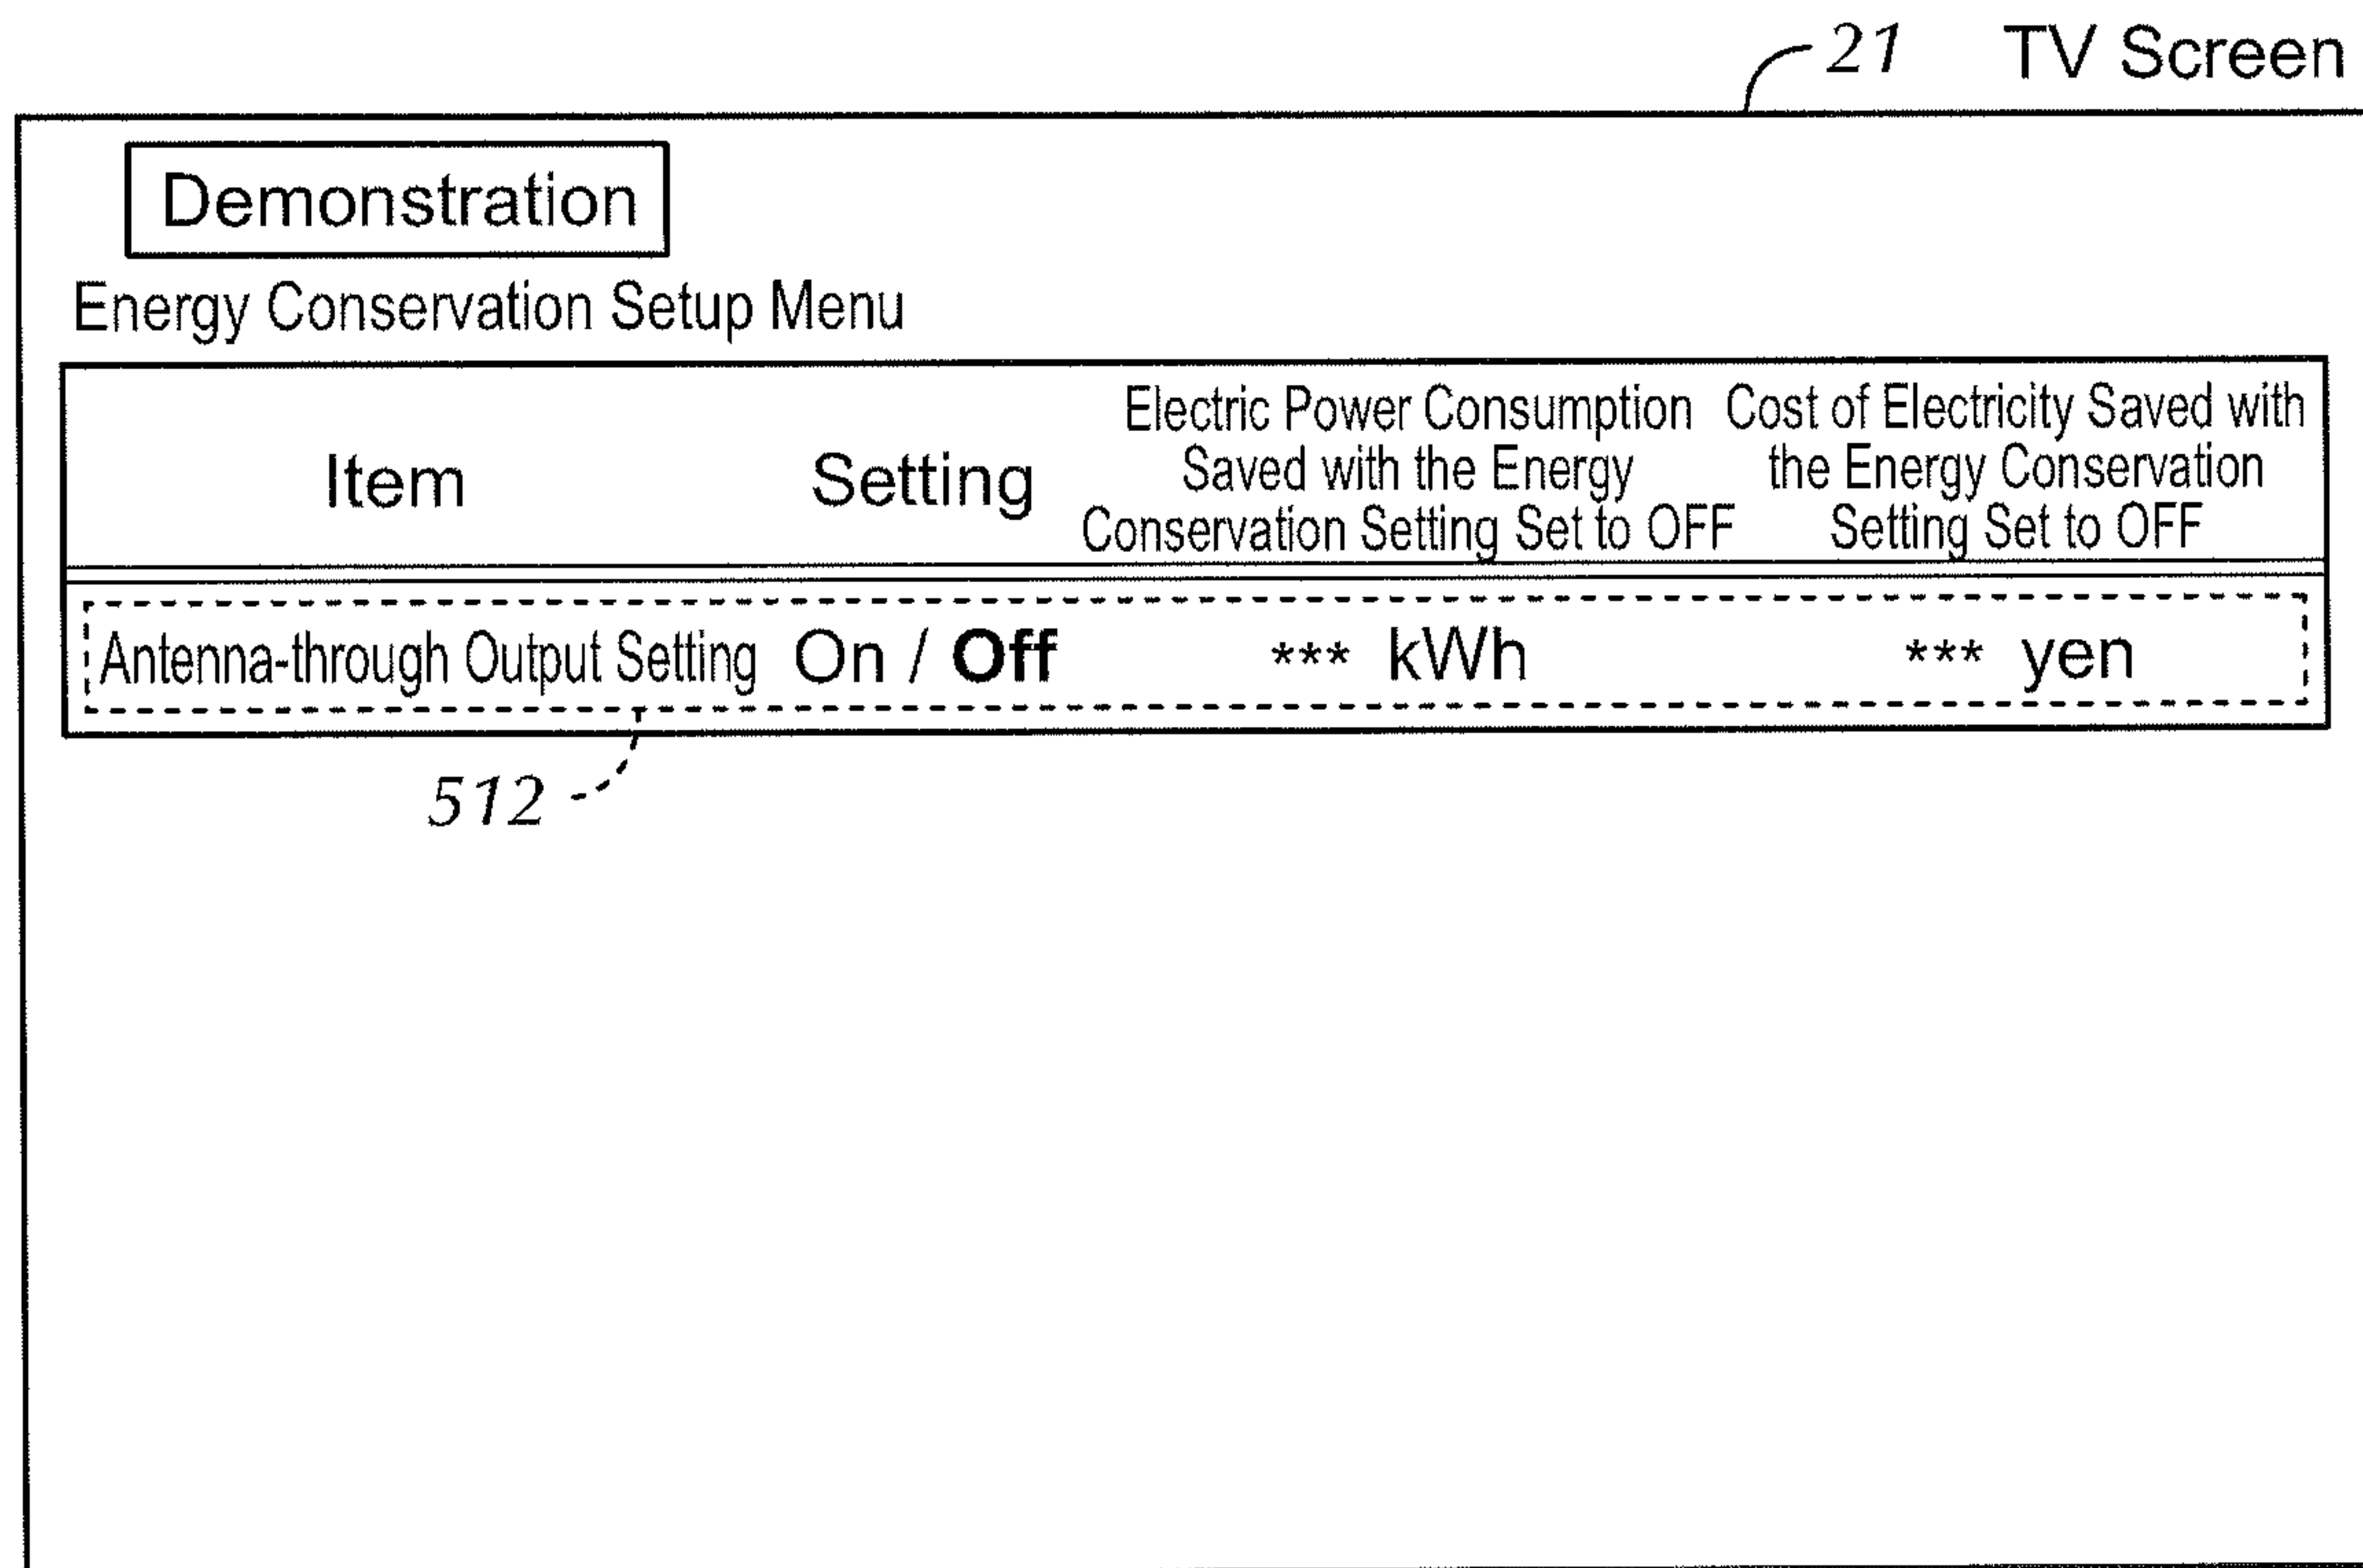 21 TV Screen
Demonstration
Energy Conservation Setup Menu
Item
Setting
Electric Power Consumption
Saved with the Energy
Conservation Setting Set to OFF
Cost of Electricity Saved with
the Energy Conservation
Setting Set to OFF
Antenna-through Output Setting On / Off *** kWh *** yen
512